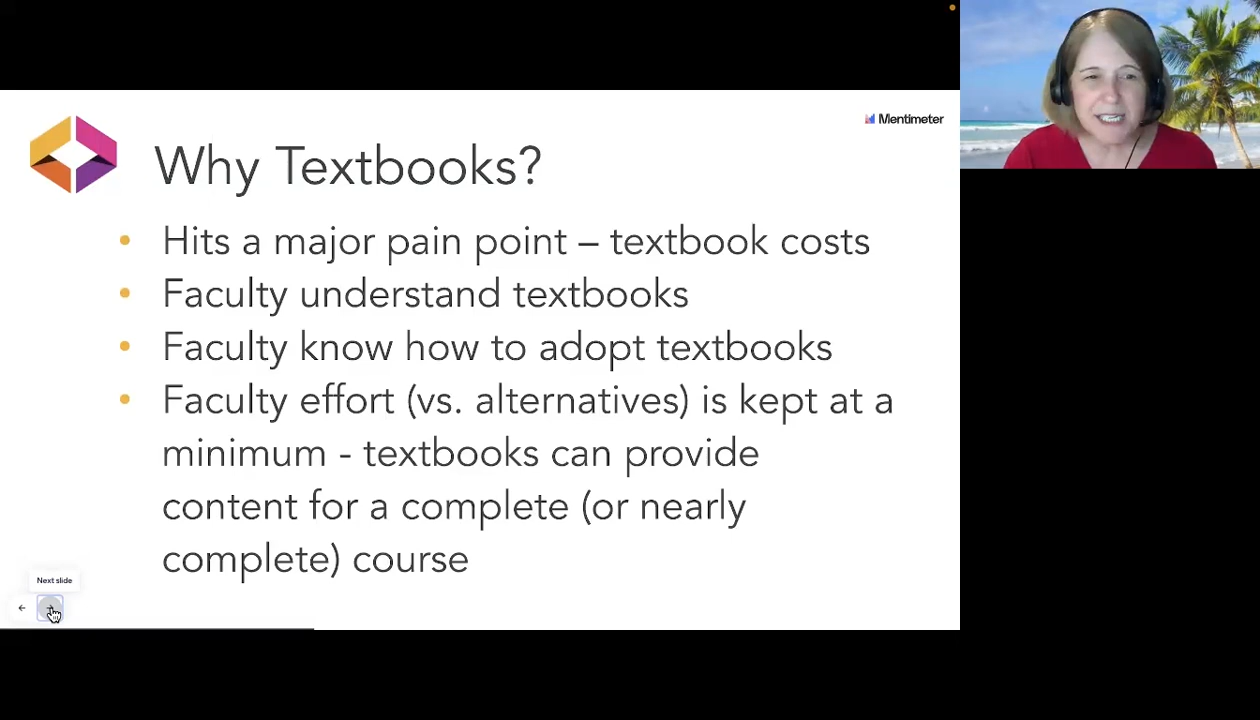 Mentimeter
Why Textbooks?
• Hits a major pain point – textbook costs
• Faculty understand textbooks
• Faculty know how to adopt textbooks
• Faculty effort (vs. alternatives) is kept at a
minimum - textbooks can provide
content for a complete (or nearly
complete) course
Next slide